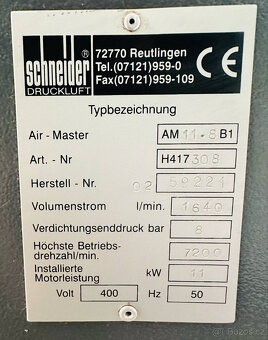 schneider ®
DRUCKLUFT
72770 Reutlingen
Tel.(07121)959-0
Fax(07121)959-109
CE
Typbezeichnung
Air - Master AM 11-8 B1
Art. - Nr H417 308
Herstell - Nr. 02 59221
Volumenstrom l/min. 1640
Verdichtungsenddruck bar 8
Höchste Betriebs-
drehzahl/min. 7200
Installierte
Motorleistung kW 11
Volt 400 Hz 50